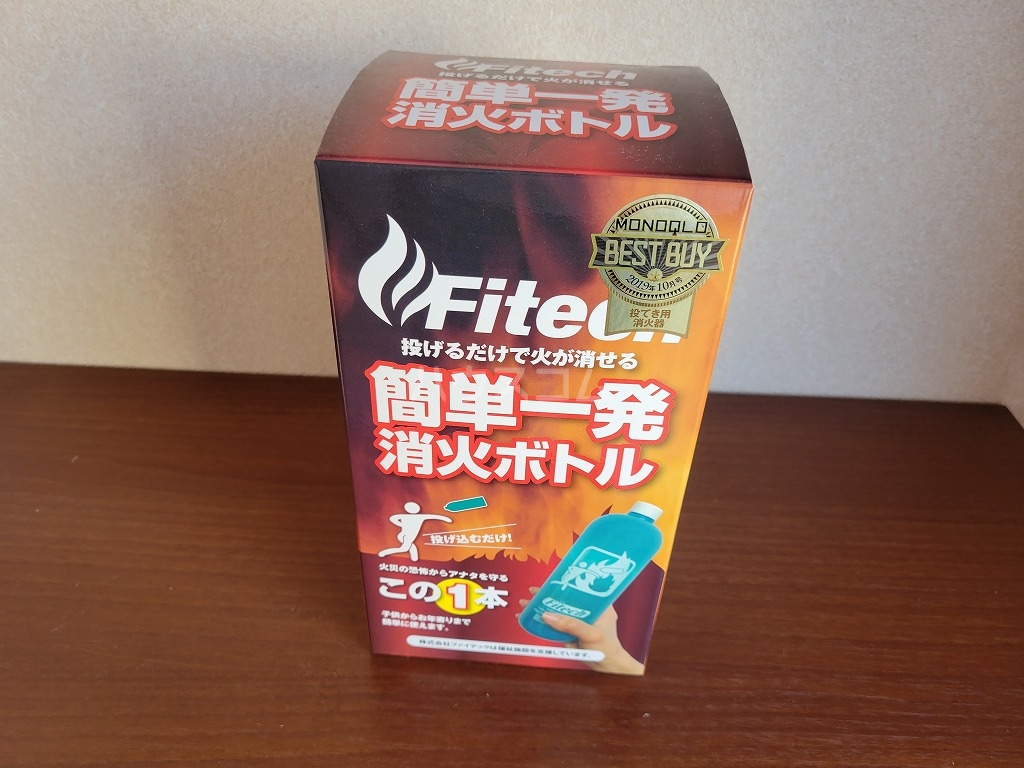 Fitech
投げるだけで火が消せる
簡単一発
消火ボトル
MONOQLO
BEST BUY
2019年10月号
投てき用
消火器
Fitech
投げるだけで火が消せる
簡単一発
消火ボトル
投げ込むだけ!
火災の恐怖からアナタを守る
この1本
子供からお年寄りまで
簡単に使えます。
Fitech
株式会社ファイテックは福祉施設を支援しています。